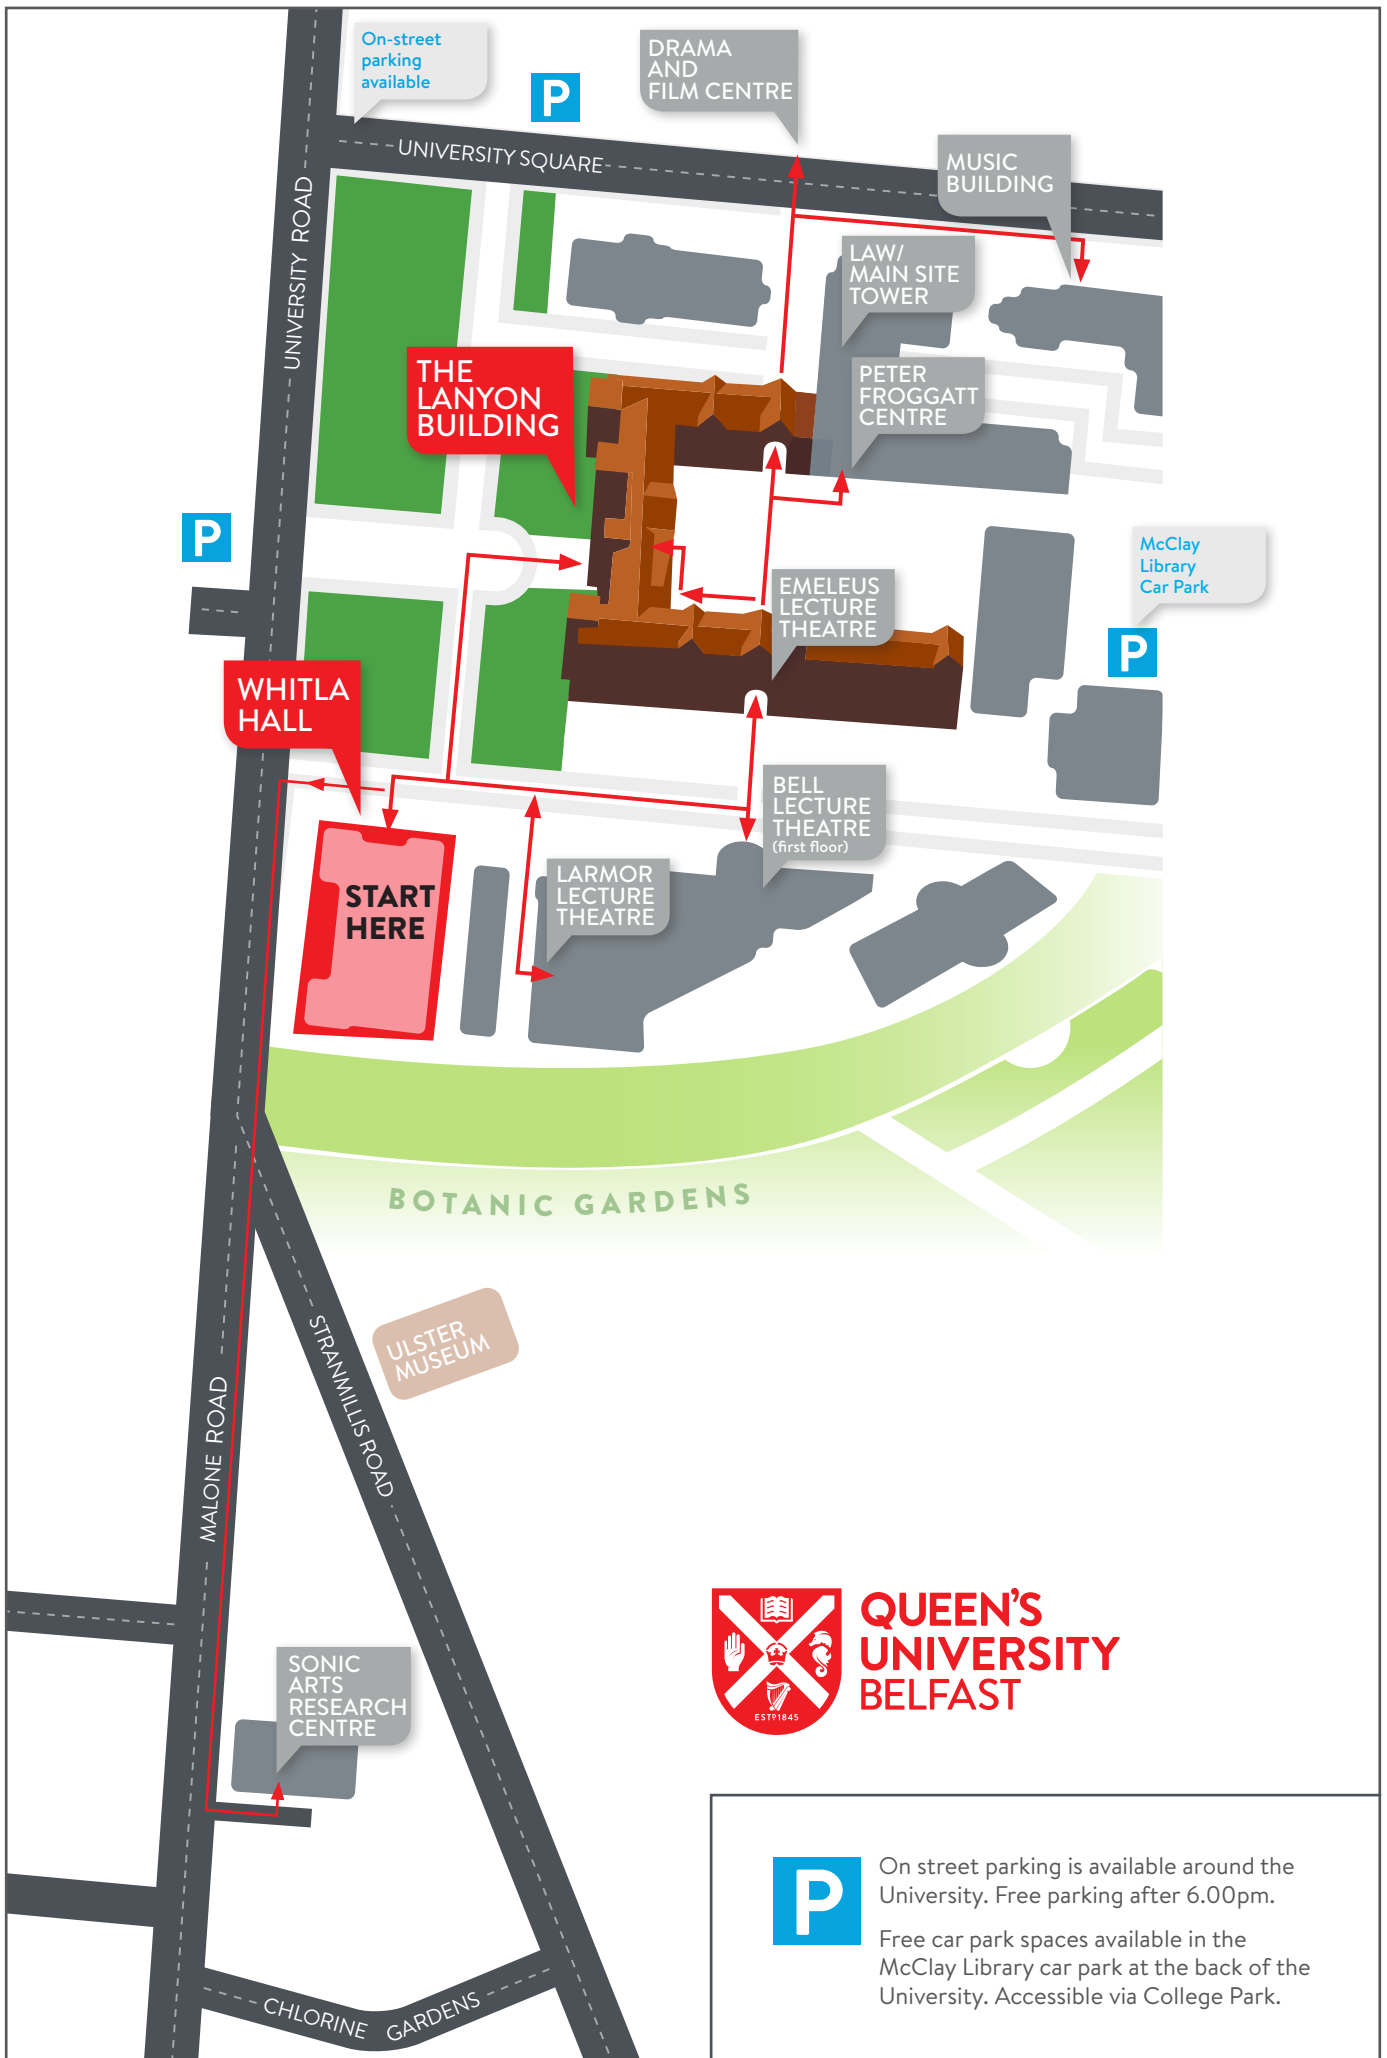 On-street
parking
available
P
DRAMA
AND
FILM CENTRE
UNIVERSITY SQUARE
MUSIC
BUILDING
UNIVERSITY ROAD
LAW/
MAIN SITE
TOWER
THE
LANYON
BUILDING
PETER
FROGGATT
CENTRE
P
McClay
Library
Car Park
P
EMELEUS
LECTURE
THEATRE
WHITLA
HALL
BELL
LECTURE
THEATRE
(first floor)
LARMOR
LECTURE
THEATRE
START
HERE
BOTANIC GARDENS
ULSTER
MUSEUM
STRANMILLIS ROAD
MALONE ROAD
QUEEN'S
UNIVERSITY
BELFAST
ESTD1845
SONIC
ARTS
RESEARCH
CENTRE
P
On street parking is available around the
University. Free parking after 6.00pm.
Free car park spaces available in the
McClay Library car park at the back of the
University. Accessible via College Park.
CHLORINE GARDENS